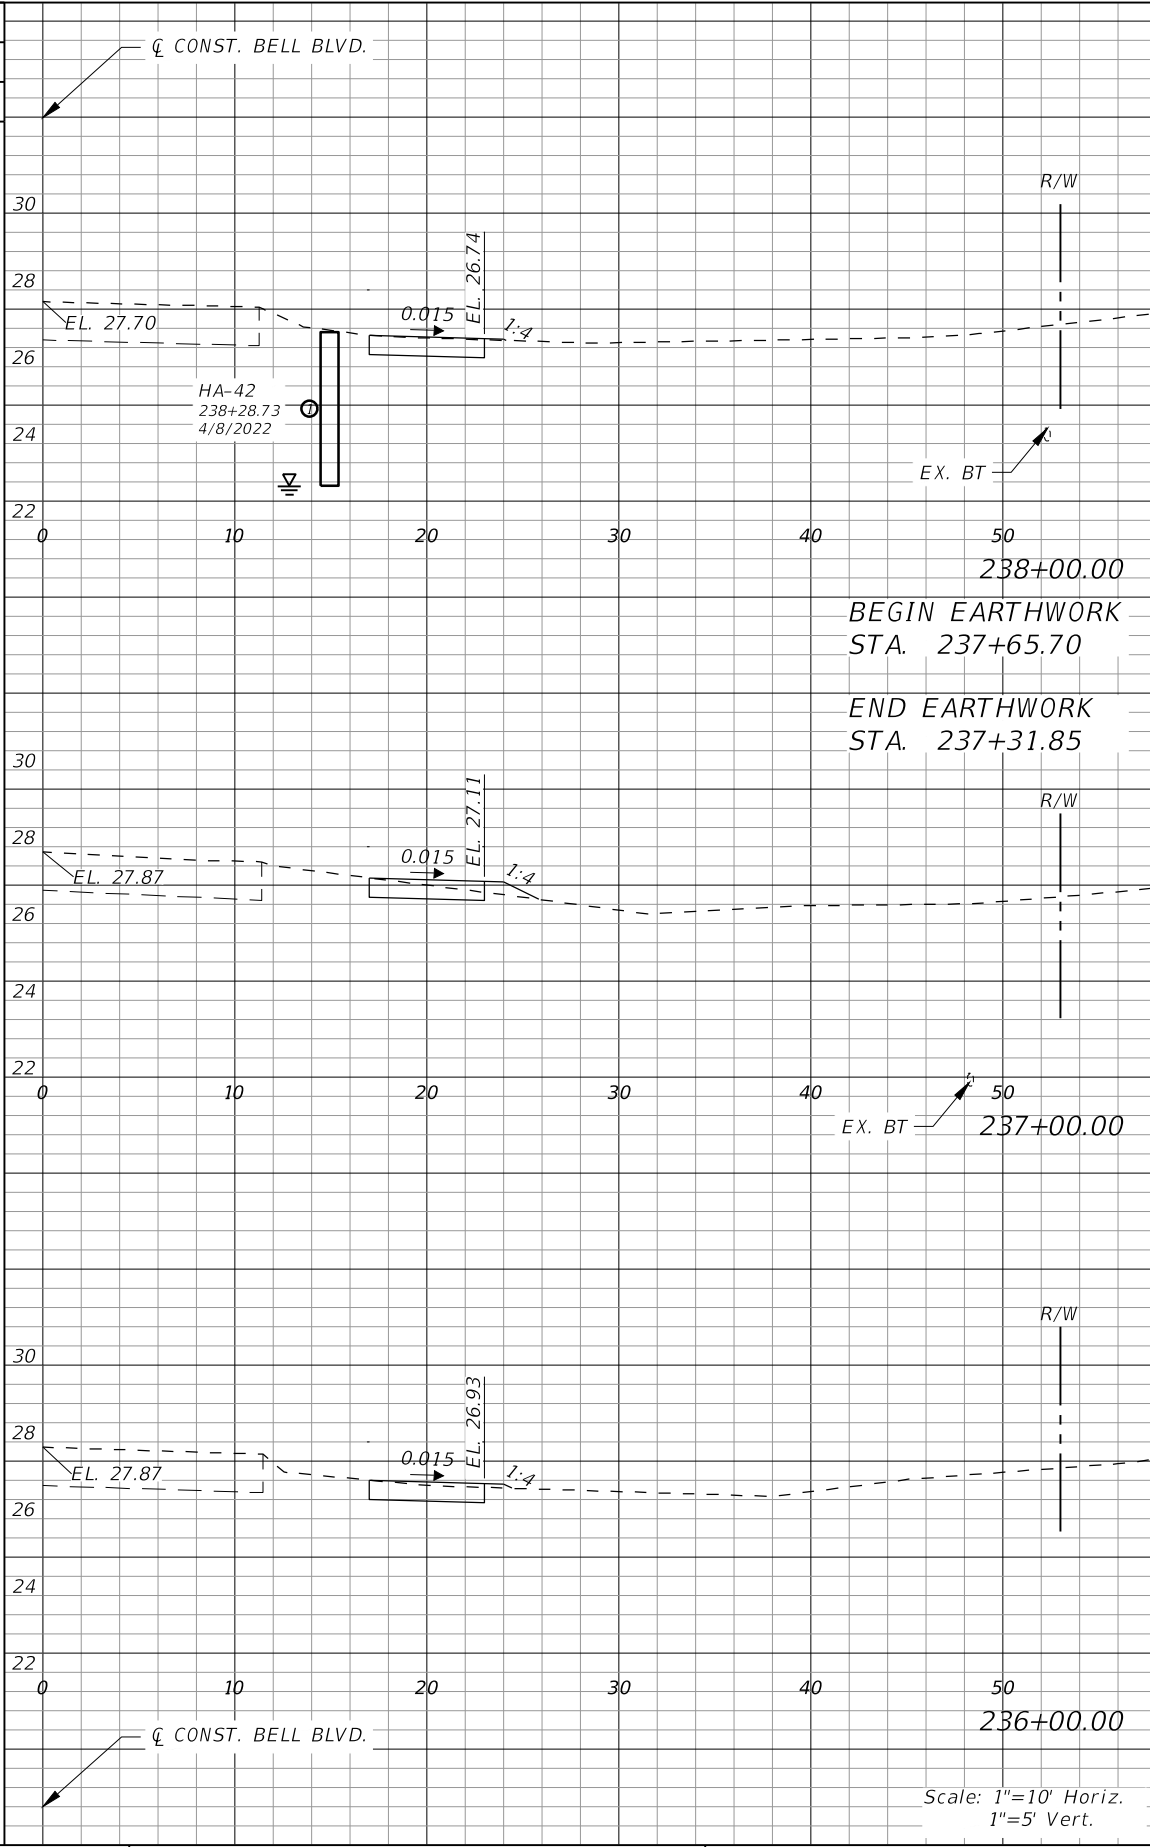 ℄ CONST. BELL BLVD.
R/W
30
28
26
24
22
EL. 27.70
0.015
EL. 26.74
1:4
HA-42
238+28.73
4/8/2022
1
EX. BT
0 10 20 30 40 50
238+00.00
BEGIN EARTHWORK
STA. 237+65.70
END EARTHWORK
STA. 237+31.85
R/W
30
28
26
24
22
EL. 27.87
0.015
EL. 27.11
1:4
0 10 20 30 40 50
EX. BT
237+00.00
R/W
30
28
26
24
22
EL. 27.87
0.015
EL. 26.93
1:4
0 10 20 30 40 50
236+00.00
℄ CONST. BELL BLVD.
Scale: 1"=10' Horiz.
1"=5' Vert.